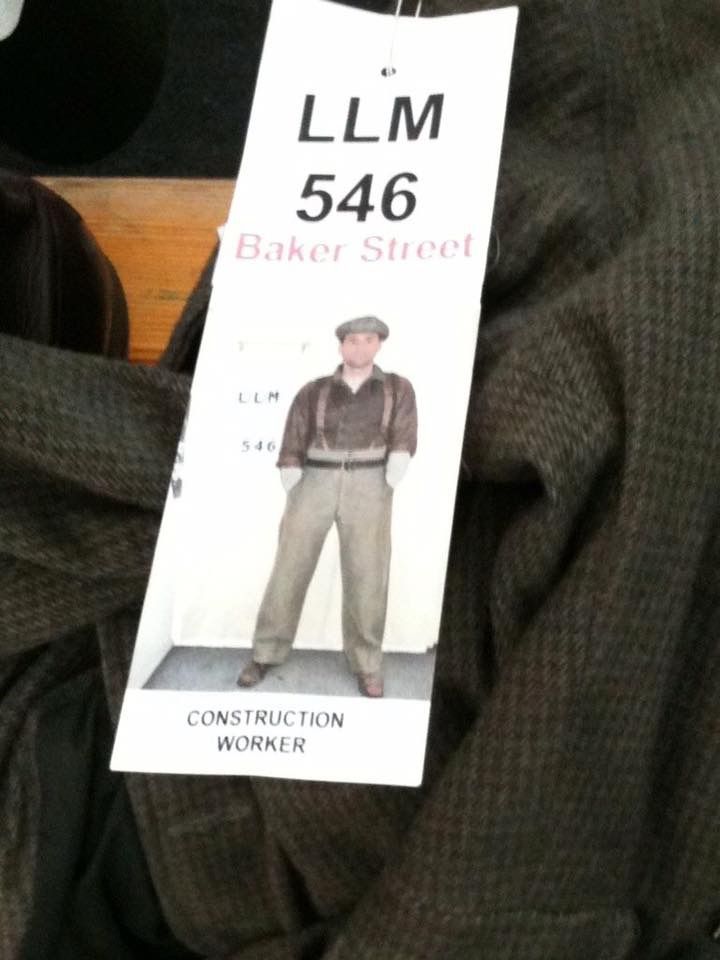 LLM
546
Baker Street
LLM
546
CONSTRUCTION
WORKER